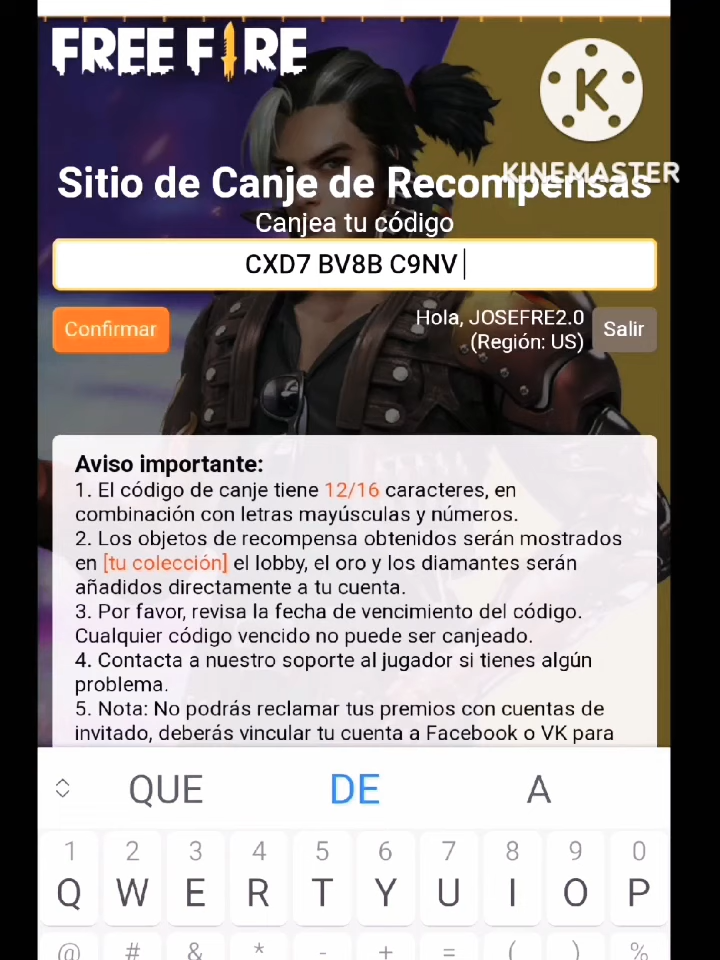 FREE FIRE
K
KINEMASTER
Sitio de Canje de Recompensas
Canjea tu código
CXD7 BV8B C9NV
Confirmar
Hola, JOSEFRE2.0
(Región: US)
Salir
Aviso importante:
1. El código de canje tiene 12/16 caracteres, en
combinación con letras mayúsculas y números.
2. Los objetos de recompensa obtenidos serán mostrados
en [tu colección] el lobby, el oro y los diamantes serán
añadidos directamente a tu cuenta.
3. Por favor, revisa la fecha de vencimiento del código.
Cualquier código vencido no puede ser canjeado.
4. Contacta a nuestro soporte al jugador si tienes algún
problema.
5. Nota: No podrás reclamar tus premios con cuentas de
invitado, deberás vincular tu cuenta a Facebook o VK para
QUE DE A
1 2 3 4 5 6 7 8 9 0
Q W E R T Y U I O P
@ # & * - + = ( ) %